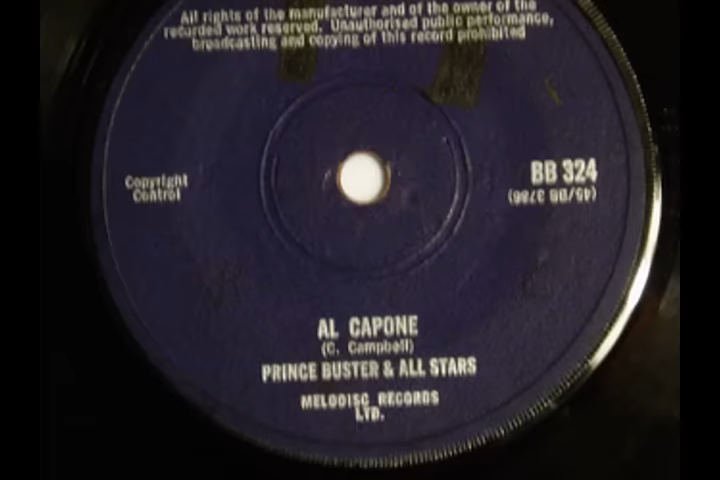 All rights of the manufacturer and of the owner of the
recorded work reserved. Unauthorised public performance,
broadcasting and copying of this record prohibited
Copyright
Control
BB 324
(45/BB 3786)
AL CAPONE
(C. Campbell)
PRINCE BUSTER & ALL STARS
MELODISC RECORDS
LTD.